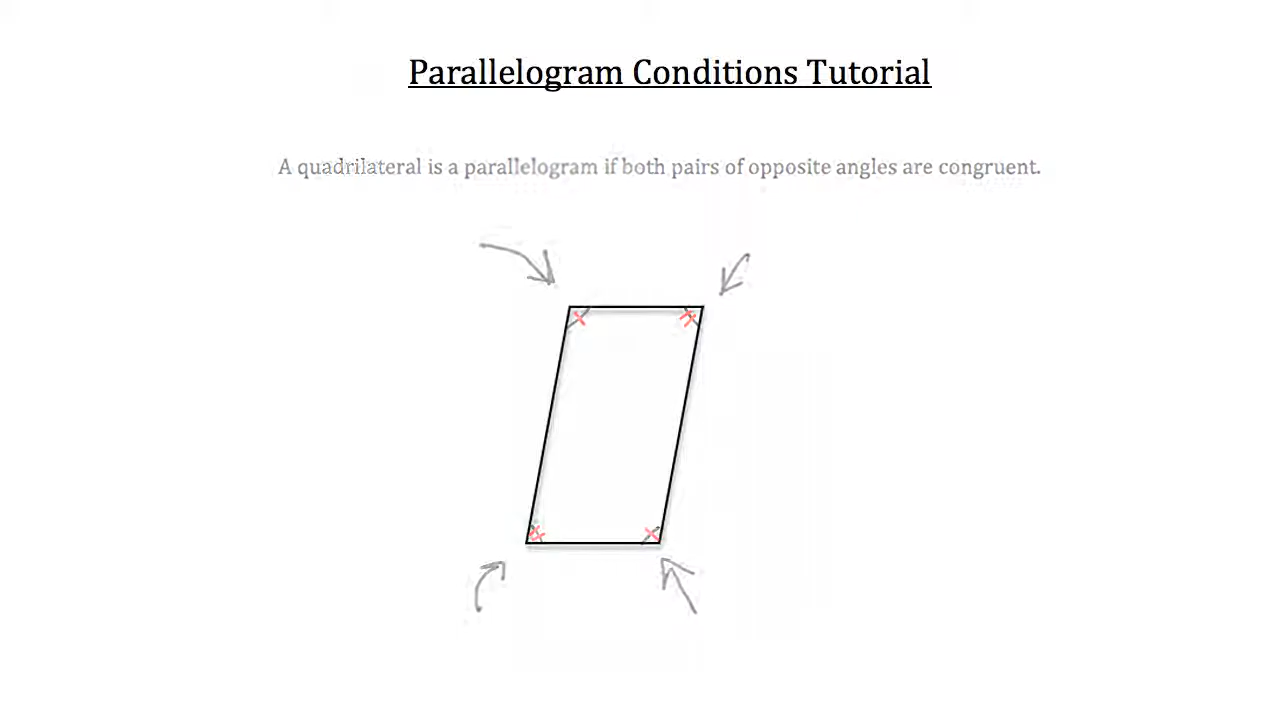 Parallelogram Conditions Tutorial
A quadrilateral is a parallelogram if both pairs of opposite angles are congruent.